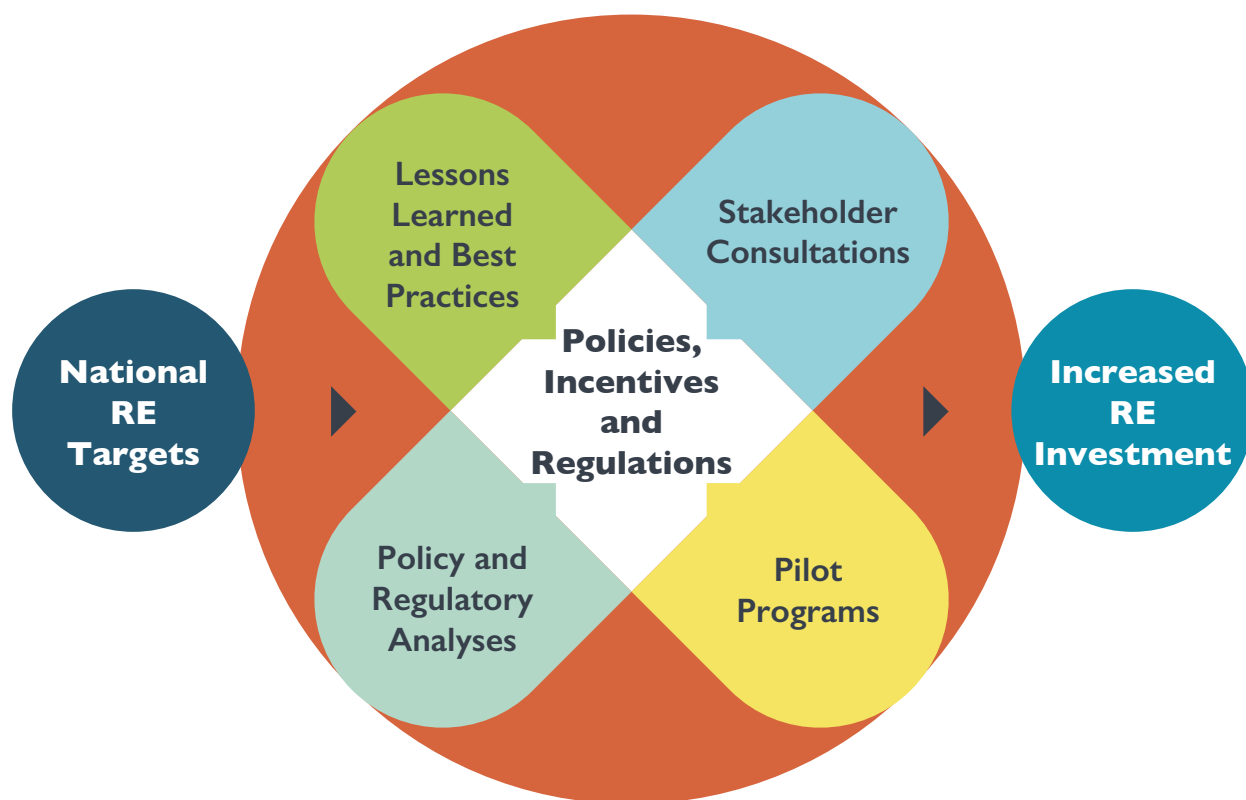 National
RE
Targets
Lessons
Learned
and Best
Practices
Stakeholder
Consultations
Policies,
Incentives
and
Regulations
Policy and
Regulatory
Analyses
Pilot
Programs
Increased
RE
Investment